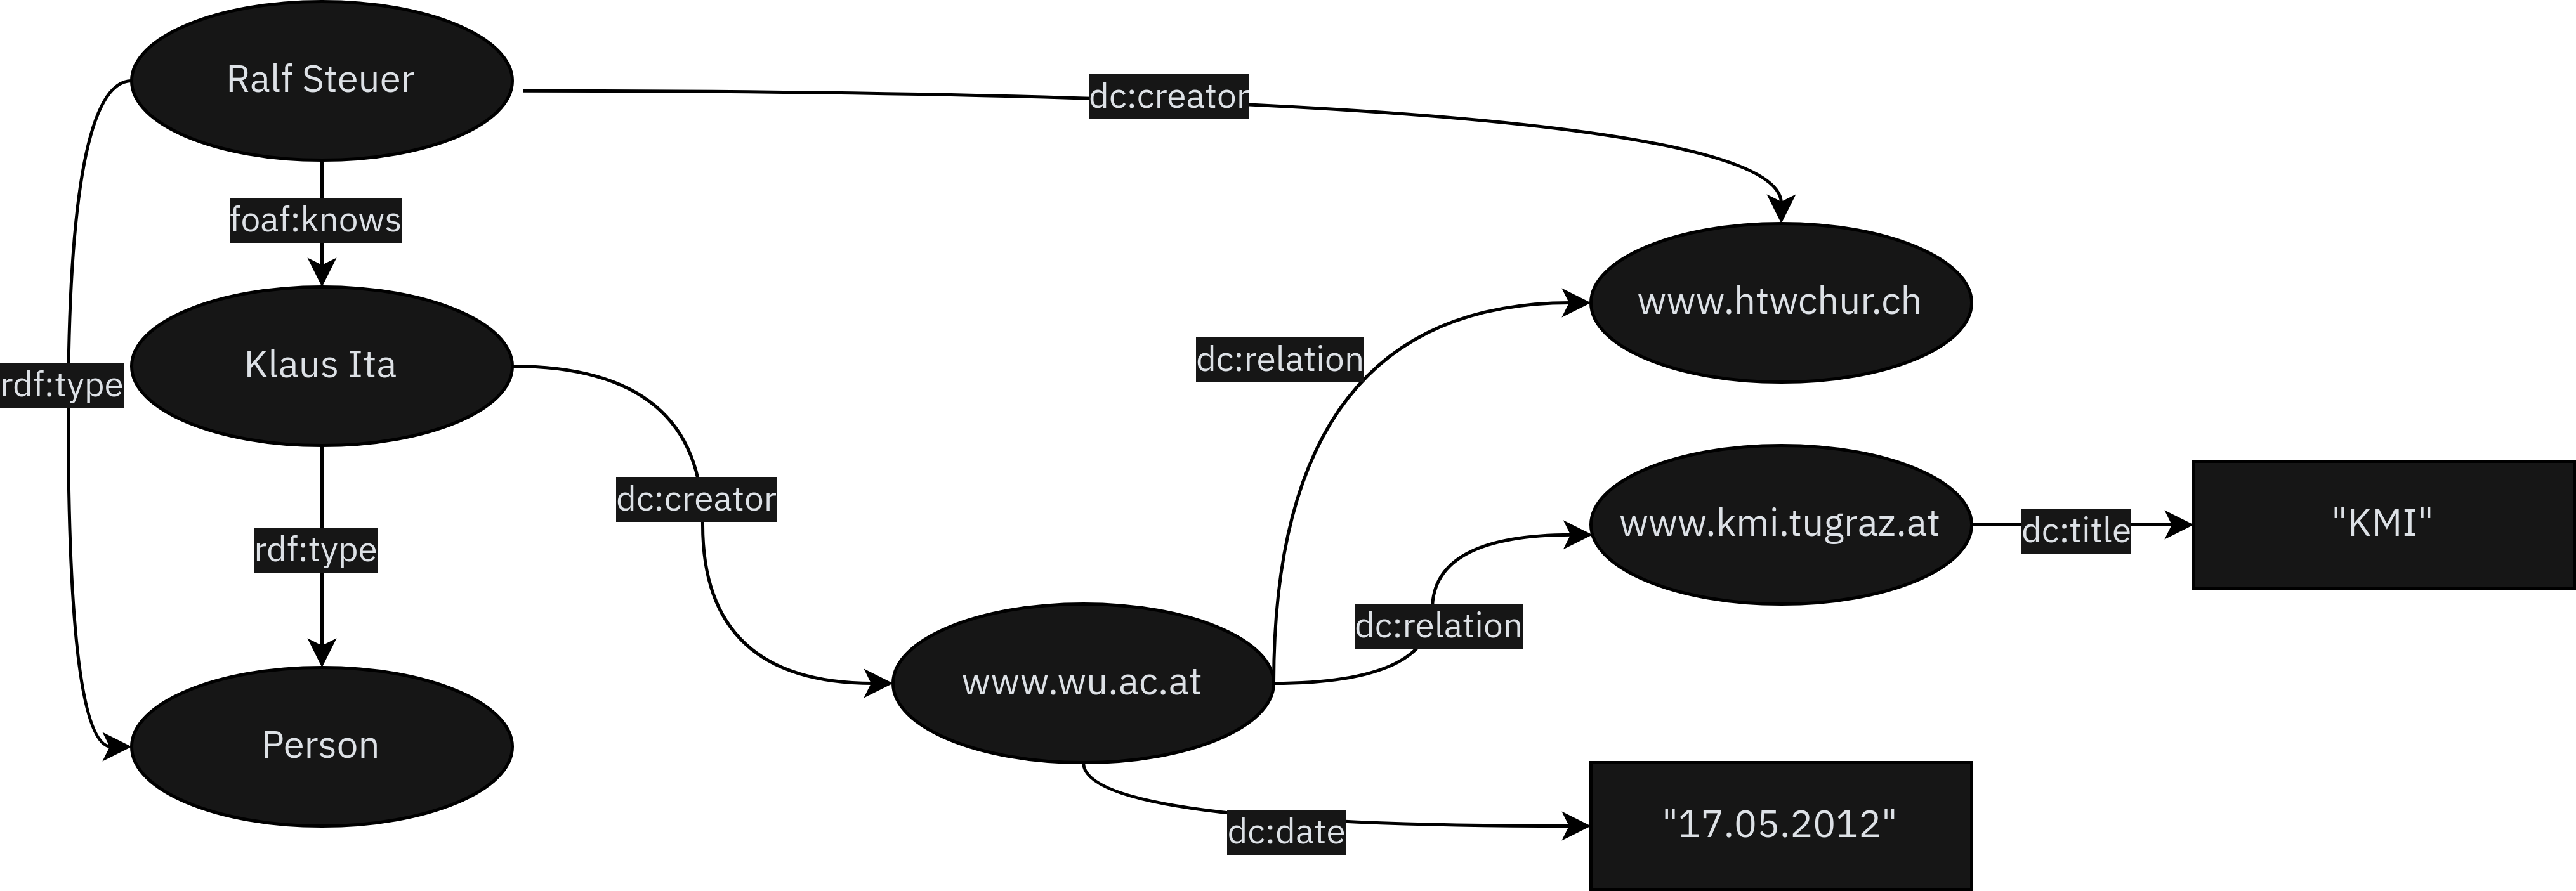 Ralf Steuer
dc:creator
foaf:knows
www.htwchur.ch
dc:relation
Klaus Ita
rdf:type
dc:creator
www.kmi.tugraz.at
dc:title
"KMI"
rdf:type
dc:relation
www.wu.ac.at
Person
"17.05.2012"
dc:date